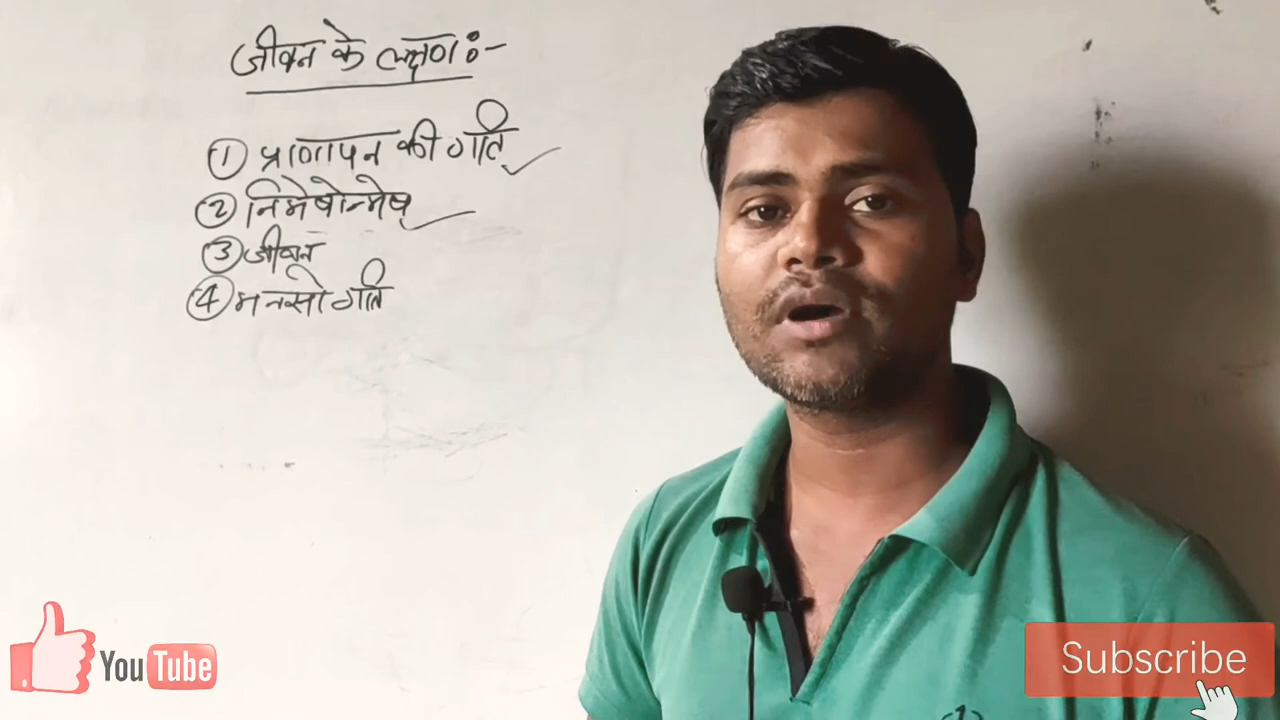 जीवन के लक्षण :-
① प्राणापन की गति
② निमेषोन्मेष
③ जीवन
④ मनसो गति
YouTube
Subscribe